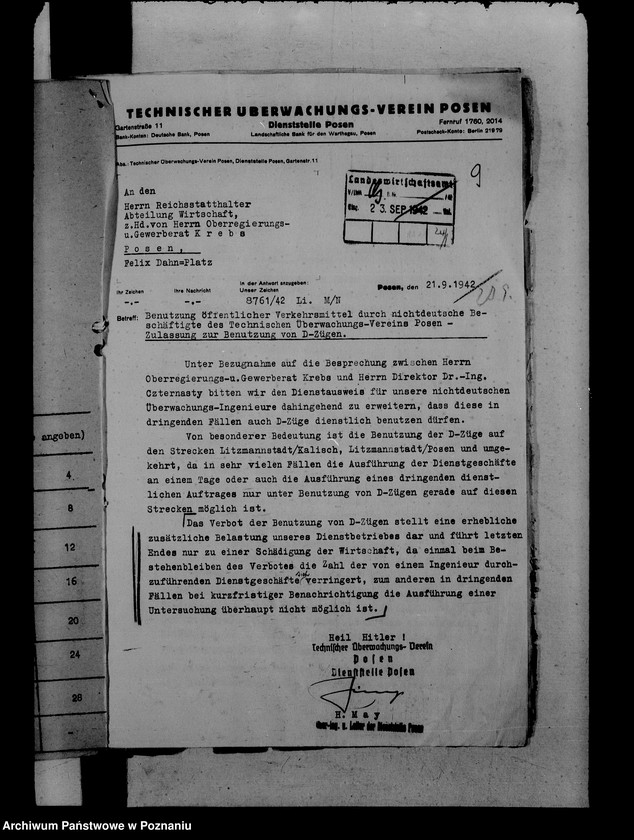 TECHNISCHER UBERWACHUNGS-VEREIN POSEN
Gartenstraße 11
Dienststelle Posen
Fernruf 1760, 2014
Bank-Konten: Deutsche Bank, Posen
Landschaftliche Bank für den Warthegau, Posen
Postscheck-Konto: Berlin 21979
Abs.: Technischer Überwachungs-Verein Posen, Dienststelle Posen, Gartenstr. 11
9
Landeswirtschaftsamt
Eing. 23. SEP. 1942
An den
Herrn Reichsstatthalter
Abteilung Wirtschaft,
z.Hd.von Herrn Oberregierungs-
u.Gewerberat K r e b s
P o s e n ,
Felix Dahn=Platz
Ihr Zeichen
Ihre Nachricht
In der Antwort anzugeben:
Unser Zeichen
Posen, den 21.9.1942
-.-
-.-
8761/42 Li. M/N
Betreff: Benutzung öffentlicher Verkehrsmittel durch nichtdeutsche Be-
schäftigte des Technischen Überwachungs-Vereins Posen -
Zulassung zur Benutzung von D-Zügen.
Unter Bezugnahme auf die Besprechung zwischen Herrn
Oberregierungs-u.Gewerberat Krebs und Herrn Direktor Dr.-Ing.
Czternasty bitten wir den Dienstausweis für unsere nichtdeutschen
Überwachungs-Ingenieure dahingehend zu erweitern, dass diese in
dringenden Fällen auch D-Züge dienstlich benutzen dürfen.
Von besonderer Bedeutung ist die Benutzung der D-Züge auf
den Strecken Litzmannstadt/Kalisch, Litzmannstadt/Posen und umge-
kehrt, da in sehr vielen Fällen die Ausführung der Dienstgeschäfte
an einem Tage oder auch die Ausführung eines dringenden dienst-
lichen Auftrages nur unter Benutzung von D-Zügen gerade auf diesen
Strecken möglich ist.
Das Verbot der Benutzung von D-Zügen stellt eine erhebliche
zusätzliche Belastung unseres Dienstbetriebes dar und führt letzten
Endes nur zu einer Schädigung der Wirtschaft, da einmal beim Be-
stehenbleiben des Verbotes die Zahl der von einem Ingenieur durch-
zuführenden Dienstgeschäfte sich verringert, zum anderen in dringenden
Fällen bei kurzfristiger Benachrichtigung die Ausführung einer
Untersuchung überhaupt nicht möglich ist.
Heil Hitler !
Technischer Überwachungs-Verein
Posen
Dienststelle Posen
H. M a y
Ober-Ing. u. Leiter der Dienststelle Posen
angeben)
4
8
12
16
20
24
28
-
Archiwum Państwowe w Poznaniu